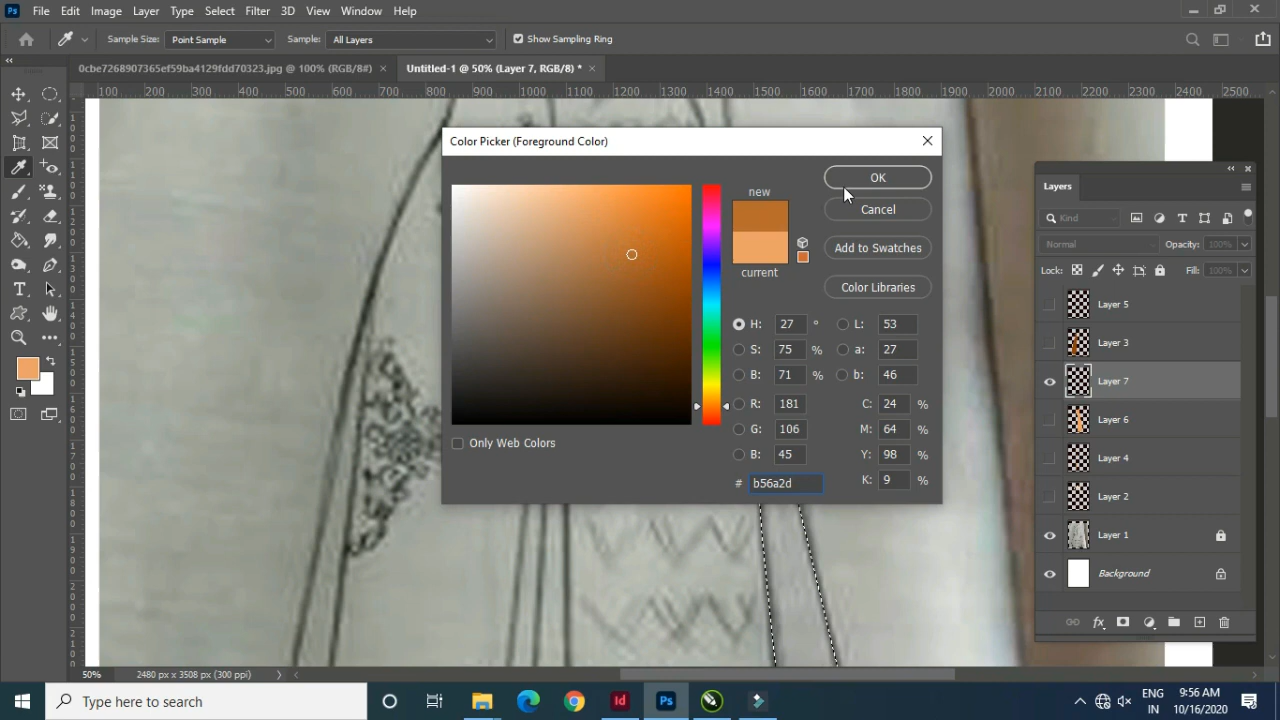 Ps File Edit Image Layer Type Select Filter 3D View Window Help
Sample Size: Point Sample Sample: All Layers Show Sampling Ring
0cbe7268907365ef59ba4129fdd70323.jpg @ 100% (RGB/8#) × Untitled-1 @ 50% (Layer 7, RGB/8) * ×
100 200 300 400 500 600 700 800 900 1000 1100 1200 1300 1400 1500 1600 1700 1800 1900 2000 2100 2200 2300 2400 2500
Color Picker (Foreground Color)
new
current
OK
Cancel
Add to Swatches
Color Libraries
H: 27 ° L: 53
S: 75 % a: 27
B: 71 % b: 46
R: 181 C: 24 %
G: 106 M: 64 %
B: 45 Y: 98 %
# b56a2d K: 9 %
Only Web Colors
Layers
Kind
Normal Opacity: 100%
Lock: Fill: 100%
Layer 5
Layer 3
Layer 7
Layer 6
Layer 4
Layer 2
Layer 1
Background
fx
50% 2480 px x 3508 px (300 ppi)
Type here to search
Id Ps
ENG 9:56 AM
IN 10/16/2020